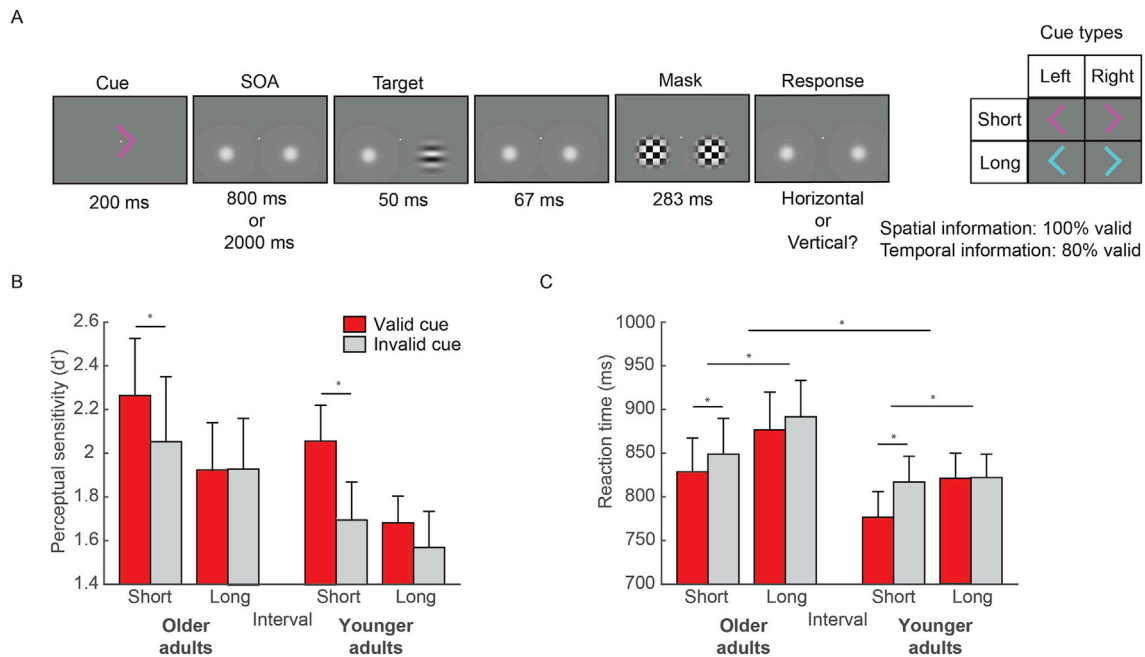 A
Cue types
Cue SOA Target Mask Response
Left Right
Short
Long
200 ms 800 ms 50 ms 67 ms 283 ms Horizontal
or or
2000 ms Vertical?
Spatial information: 100% valid
Temporal information: 80% valid
B
Perceptual sensitivity (d')
2.6
2.4
2.2
2
1.8
1.6
1.4
* *
Valid cue
Invalid cue
Short Long Short Long
Interval
Older Younger
adults adults
C
Reaction time (ms)
1000
950
900
850
800
750
700
* * * * *
Short Long Short Long
Interval
Older Younger
adults adults